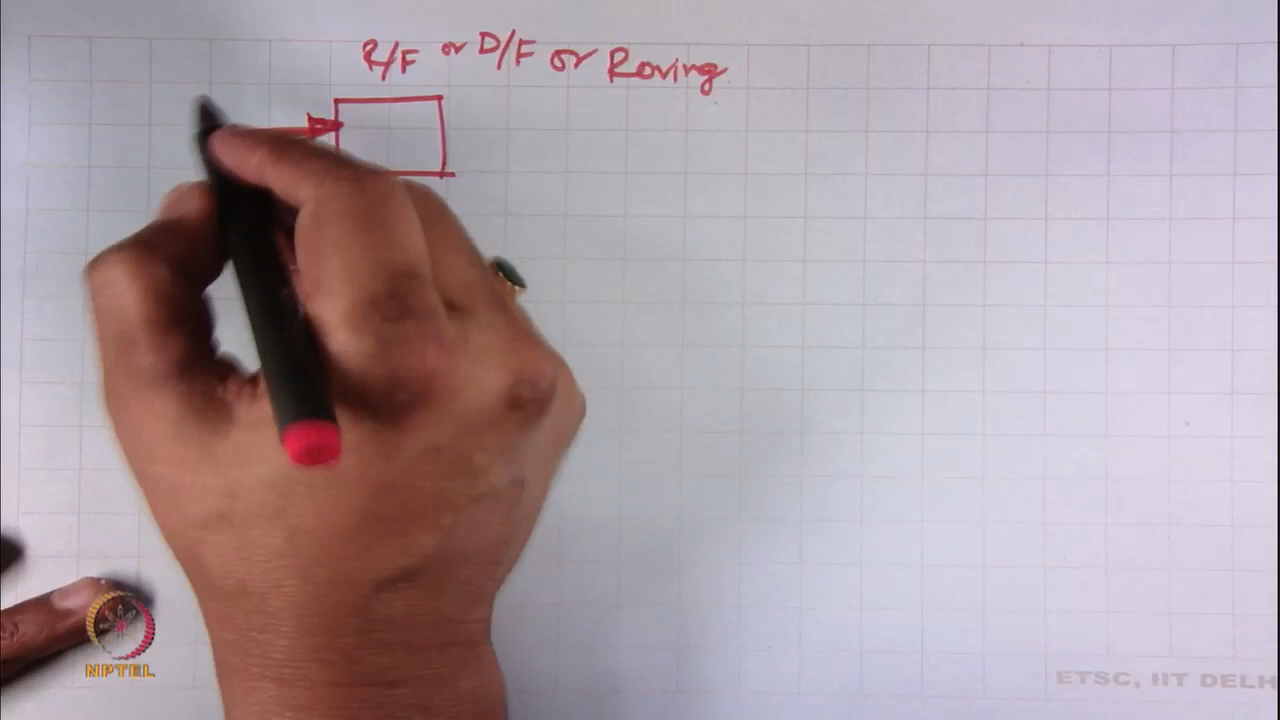 R/F or D/F or Roving
NPTEL
ETSC, IIT DELH